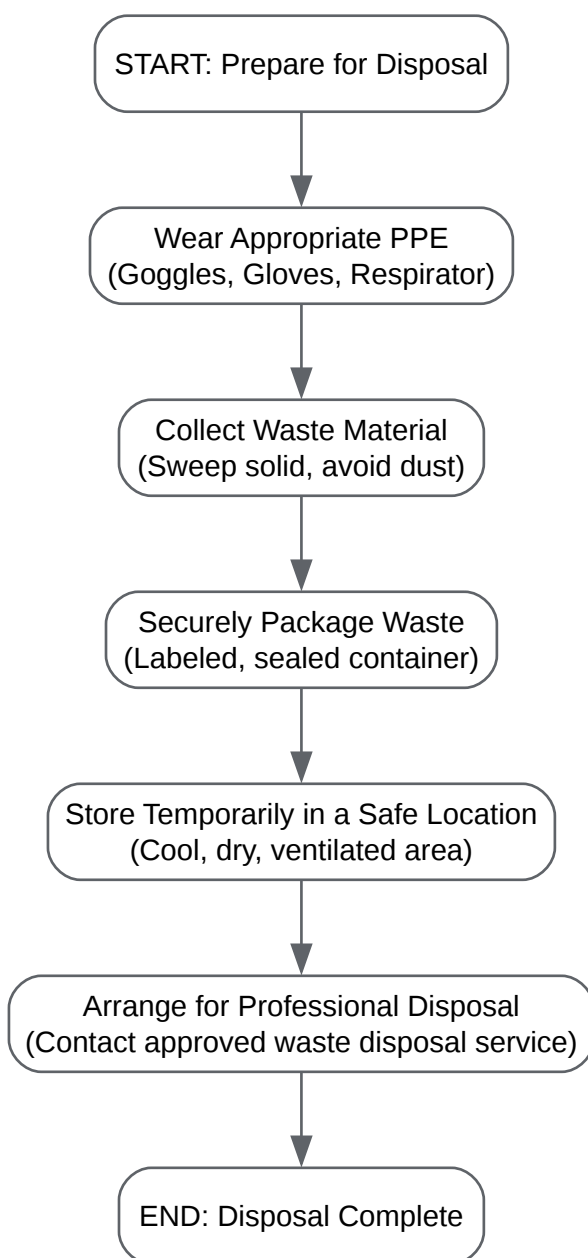 START: Prepare for Disposal
Wear Appropriate PPE
(Goggles, Gloves, Respirator)
Collect Waste Material
(Sweep solid, avoid dust)
Securely Package Waste
(Labeled, sealed container)
Store Temporarily in a Safe Location
(Cool, dry, ventilated area)
Arrange for Professional Disposal
(Contact approved waste disposal service)
END: Disposal Complete